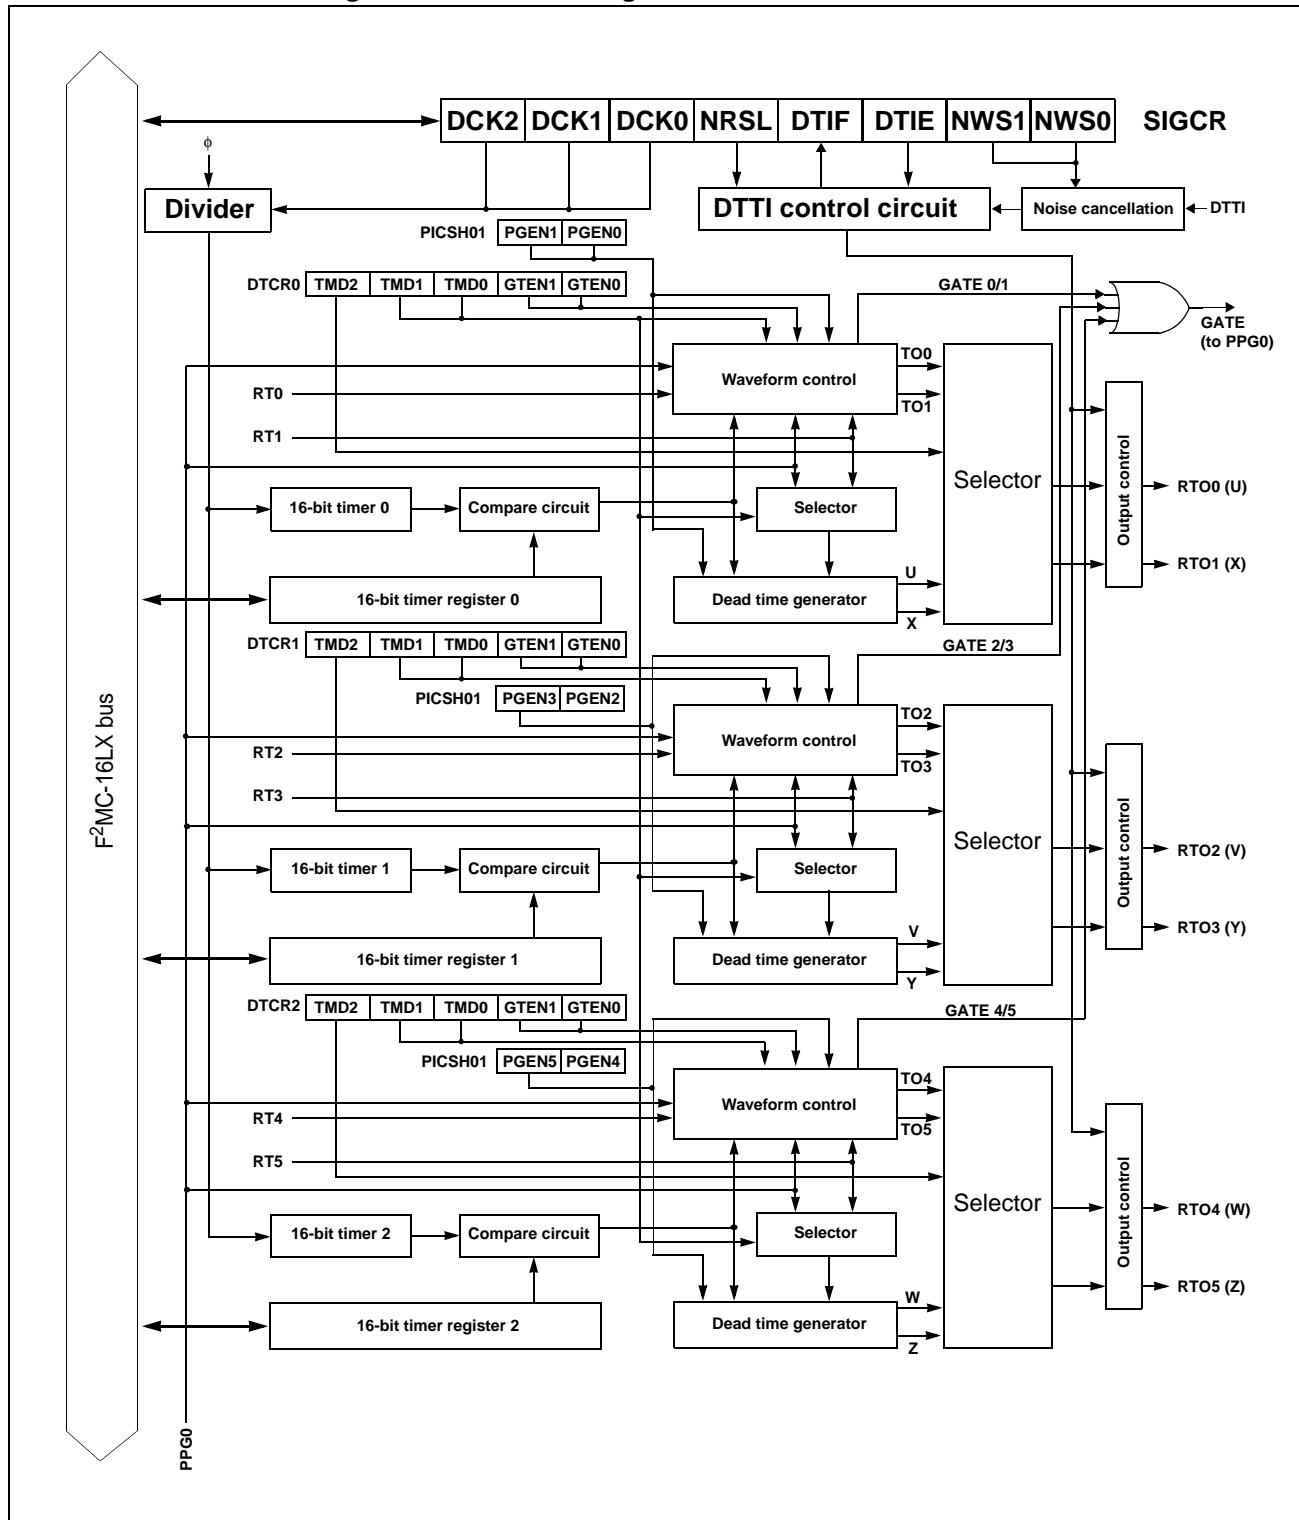 DCK2 DCK1 DCK0 NRSL DTIF DTIE NWS1 NWS0 SIGCR
ϕ
Divider
DTTI control circuit
Noise cancellation
DTTI
PICSH01 PGEN1 PGEN0
DTCR0 TMD2 TMD1 TMD0 GTEN1 GTEN0
GATE 0/1
GATE
(to PPG0)
Waveform control
TO0
TO1
RT0
RT1
Selector
Output control
RTO0 (U)
RTO1 (X)
16-bit timer 0
Compare circuit
Selector
16-bit timer register 0
Dead time generator
U
X
DTCR1 TMD2 TMD1 TMD0 GTEN1 GTEN0
GATE 2/3
PICSH01 PGEN3 PGEN2
Waveform control
TO2
TO3
RT2
RT3
Selector
Output control
RTO2 (V)
RTO3 (Y)
16-bit timer 1
Compare circuit
Selector
16-bit timer register 1
Dead time generator
V
Y
DTCR2 TMD2 TMD1 TMD0 GTEN1 GTEN0
GATE 4/5
PICSH01 PGEN5 PGEN4
Waveform control
TO4
TO5
RT4
RT5
Selector
Output control
RTO4 (W)
RTO5 (Z)
16-bit timer 2
Compare circuit
Selector
16-bit timer register 2
Dead time generator
W
Z
F²MC-16LX bus
PPG0